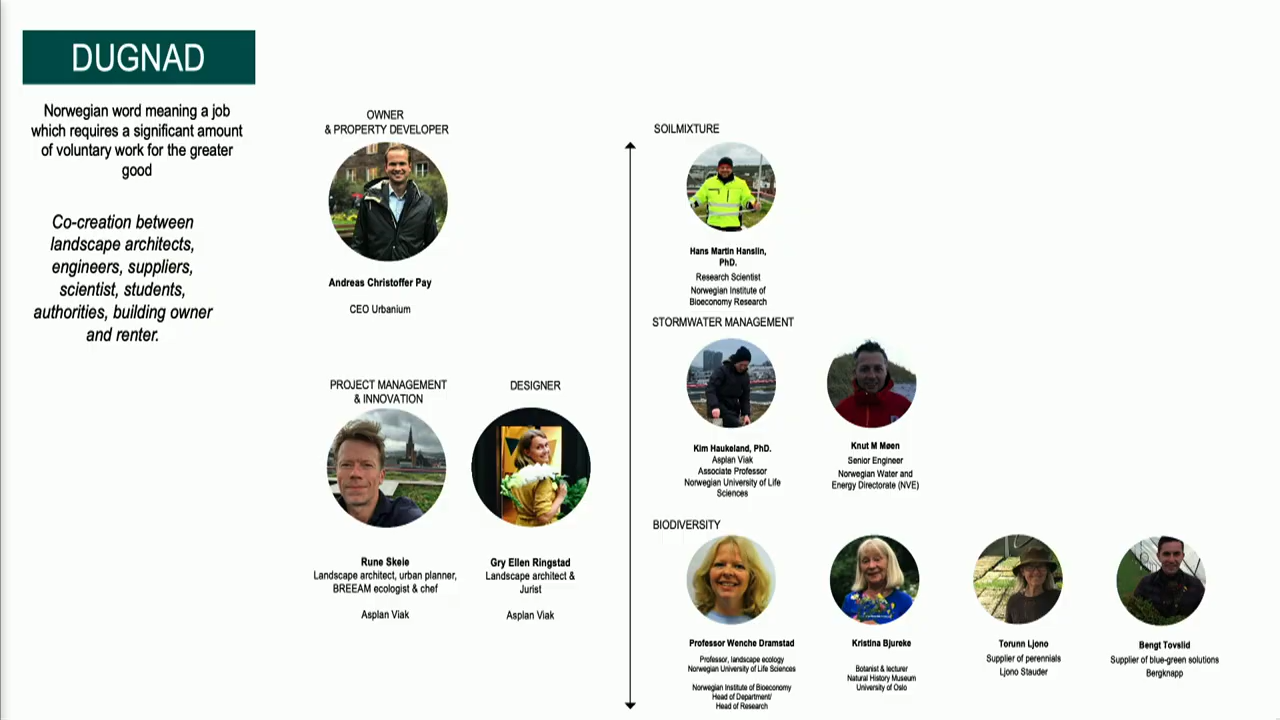 DUGNAD
Norwegian word meaning a job
which requires a significant amount
of voluntary work for the greater
good
Co-creation between
landscape architects,
engineers, suppliers,
scientist, students,
authorities, building owner
and renter.
OWNER
& PROPERTY DEVELOPER
Andreas Christoffer Pay
CEO Urbanium
PROJECT MANAGEMENT
& INNOVATION
Rune Skeie
Landscape architect, urban planner,
BREEAM ecologist & chef
Asplan Viak
DESIGNER
Gry Ellen Ringstad
Landscape architect &
Jurist
Asplan Viak
SOILMIXTURE
Hans Martin Hanslin,
PhD.
Research Scientist
Norwegian Institute of
Bioeconomy Research
STORMWATER MANAGEMENT
Kim Haukeland, PhD.
Asplan Viak
Associate Professor
Norwegian University of Life
Sciences
Knut M Møen
Senior Engineer
Norwegian Water and
Energy Directorate (NVE)
BIODIVERSITY
Professor Wenche Dramstad
Professor, landscape ecology
Norwegian University of Life Sciences
Norwegian Institute of Bioeconomy
Head of Department/
Head of Research
Kristina Bjureke
Botanist & lecturer
Natural History Museum
University of Oslo
Torunn Ljono
Supplier of perennials
Ljono Stauder
Bengt Tovslid
Supplier of blue-green solutions
Bergknapp